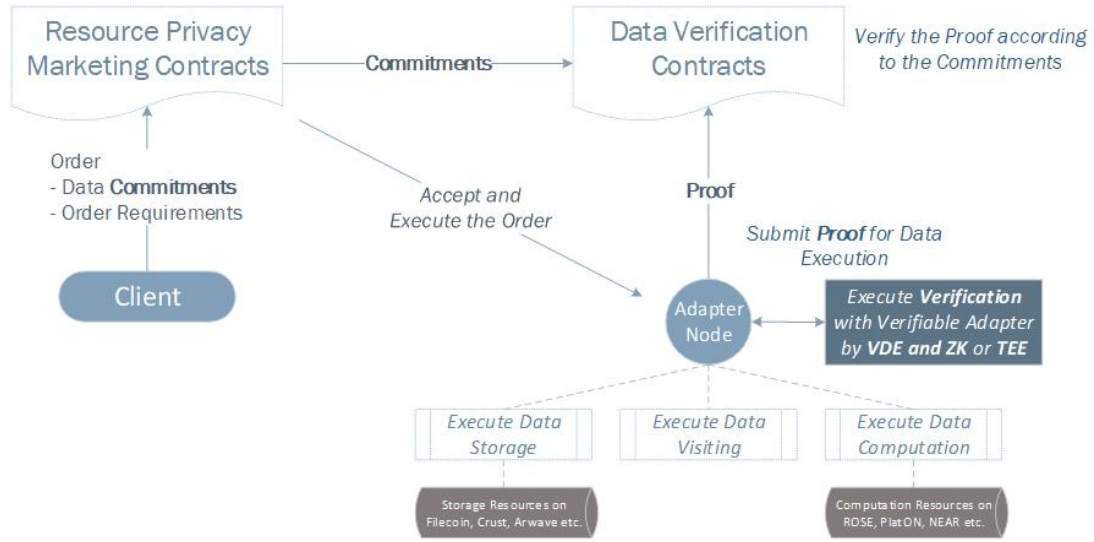 Resource Privacy
Marketing Contracts
Commitments
Data Verification
Contracts
Verify the Proof according
to the Commitments
Order
- Data Commitments
- Order Requirements
Accept and
Execute the Order
Proof
Submit Proof for Data
Execution
Client
Adapter
Node
Execute Verification
with Verifiable Adapter
by VDE and ZK or TEE
Execute Data
Storage
Execute Data
Visiting
Execute Data
Computation
Storage Resources on
Filecoin, Crust, Arwave etc.
Computation Resources on
ROSE, PlatON, NEAR etc.